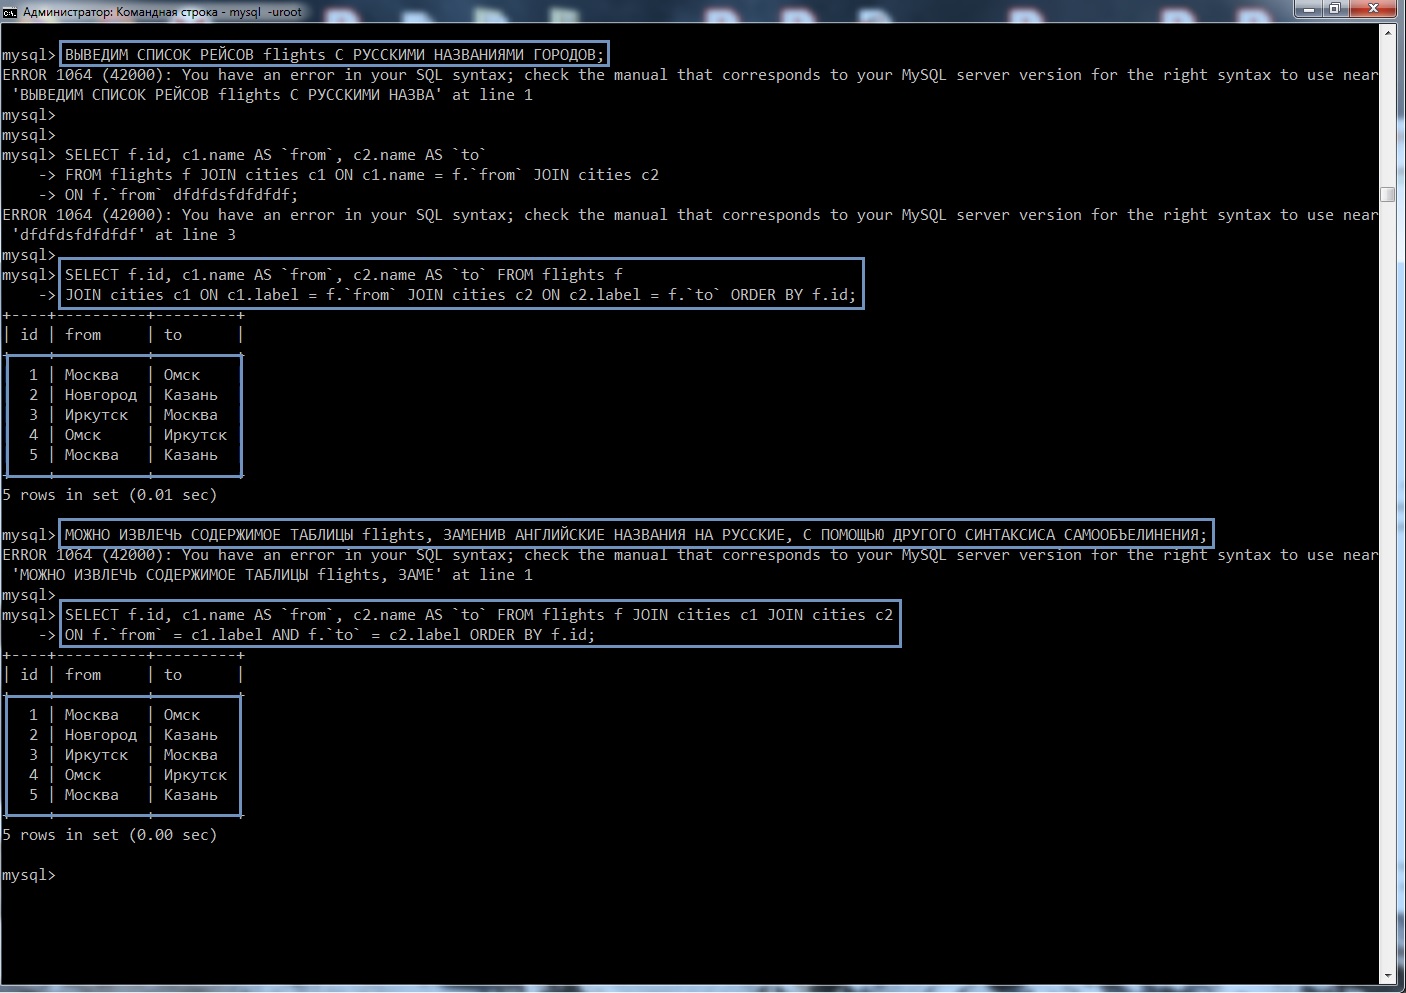 Администратор: Командная строка - mysql  -uroot
mysql> ВЫВЕДИМ СПИСОК РЕЙСОВ flights С РУССКИМИ НАЗВАНИЯМИ ГОРОДОВ;
ERROR 1064 (42000): You have an error in your SQL syntax; check the manual that corresponds to your MySQL server version for the right syntax to use near
 'ВЫВЕДИМ СПИСОК РЕЙСОВ flights С РУССКИМИ НАЗВА' at line 1
mysql>
mysql>
mysql> SELECT f.id, c1.name AS `from`, c2.name AS `to`
    -> FROM flights f JOIN cities c1 ON c1.name = f.`from` JOIN cities c2
    -> ON f.`from` dfdfdsfdfdfdf;
ERROR 1064 (42000): You have an error in your SQL syntax; check the manual that corresponds to your MySQL server version for the right syntax to use near
 'dfdfdsfdfdfdf' at line 3
mysql>
mysql> SELECT f.id, c1.name AS `from`, c2.name AS `to` FROM flights f
    -> JOIN cities c1 ON c1.label = f.`from` JOIN cities c2 ON c2.label = f.`to` ORDER BY f.id;
+----+----------+---------+
| id | from     | to      |
+----+----------+---------+
|  1 | Москва   | Омск    |
|  2 | Новгород | Казань  |
|  3 | Иркутск  | Москва  |
|  4 | Омск     | Иркутск |
|  5 | Москва   | Казань  |
+----+----------+---------+
5 rows in set (0.01 sec)
mysql> МОЖНО ИЗВЛЕЧЬ СОДЕРЖИМОЕ ТАБЛИЦЫ flights, ЗАМЕНИВ АНГЛИЙСКИЕ НАЗВАНИЯ НА РУССКИЕ, С ПОМОЩЬЮ ДРУГОГО СИНТАКСИСА САМООБЪЕЛИНЕНИЯ;
ERROR 1064 (42000): You have an error in your SQL syntax; check the manual that corresponds to your MySQL server version for the right syntax to use near
 'МОЖНО ИЗВЛЕЧЬ СОДЕРЖИМОЕ ТАБЛИЦЫ flights, ЗАМЕ' at line 1
mysql>
mysql> SELECT f.id, c1.name AS `from`, c2.name AS `to` FROM flights f JOIN cities c1 JOIN cities c2
    -> ON f.`from` = c1.label AND f.`to` = c2.label ORDER BY f.id;
+----+----------+---------+
| id | from     | to      |
+----+----------+---------+
|  1 | Москва   | Омск    |
|  2 | Новгород | Казань  |
|  3 | Иркутск  | Москва  |
|  4 | Омск     | Иркутск |
|  5 | Москва   | Казань  |
+----+----------+---------+
5 rows in set (0.00 sec)
mysql>